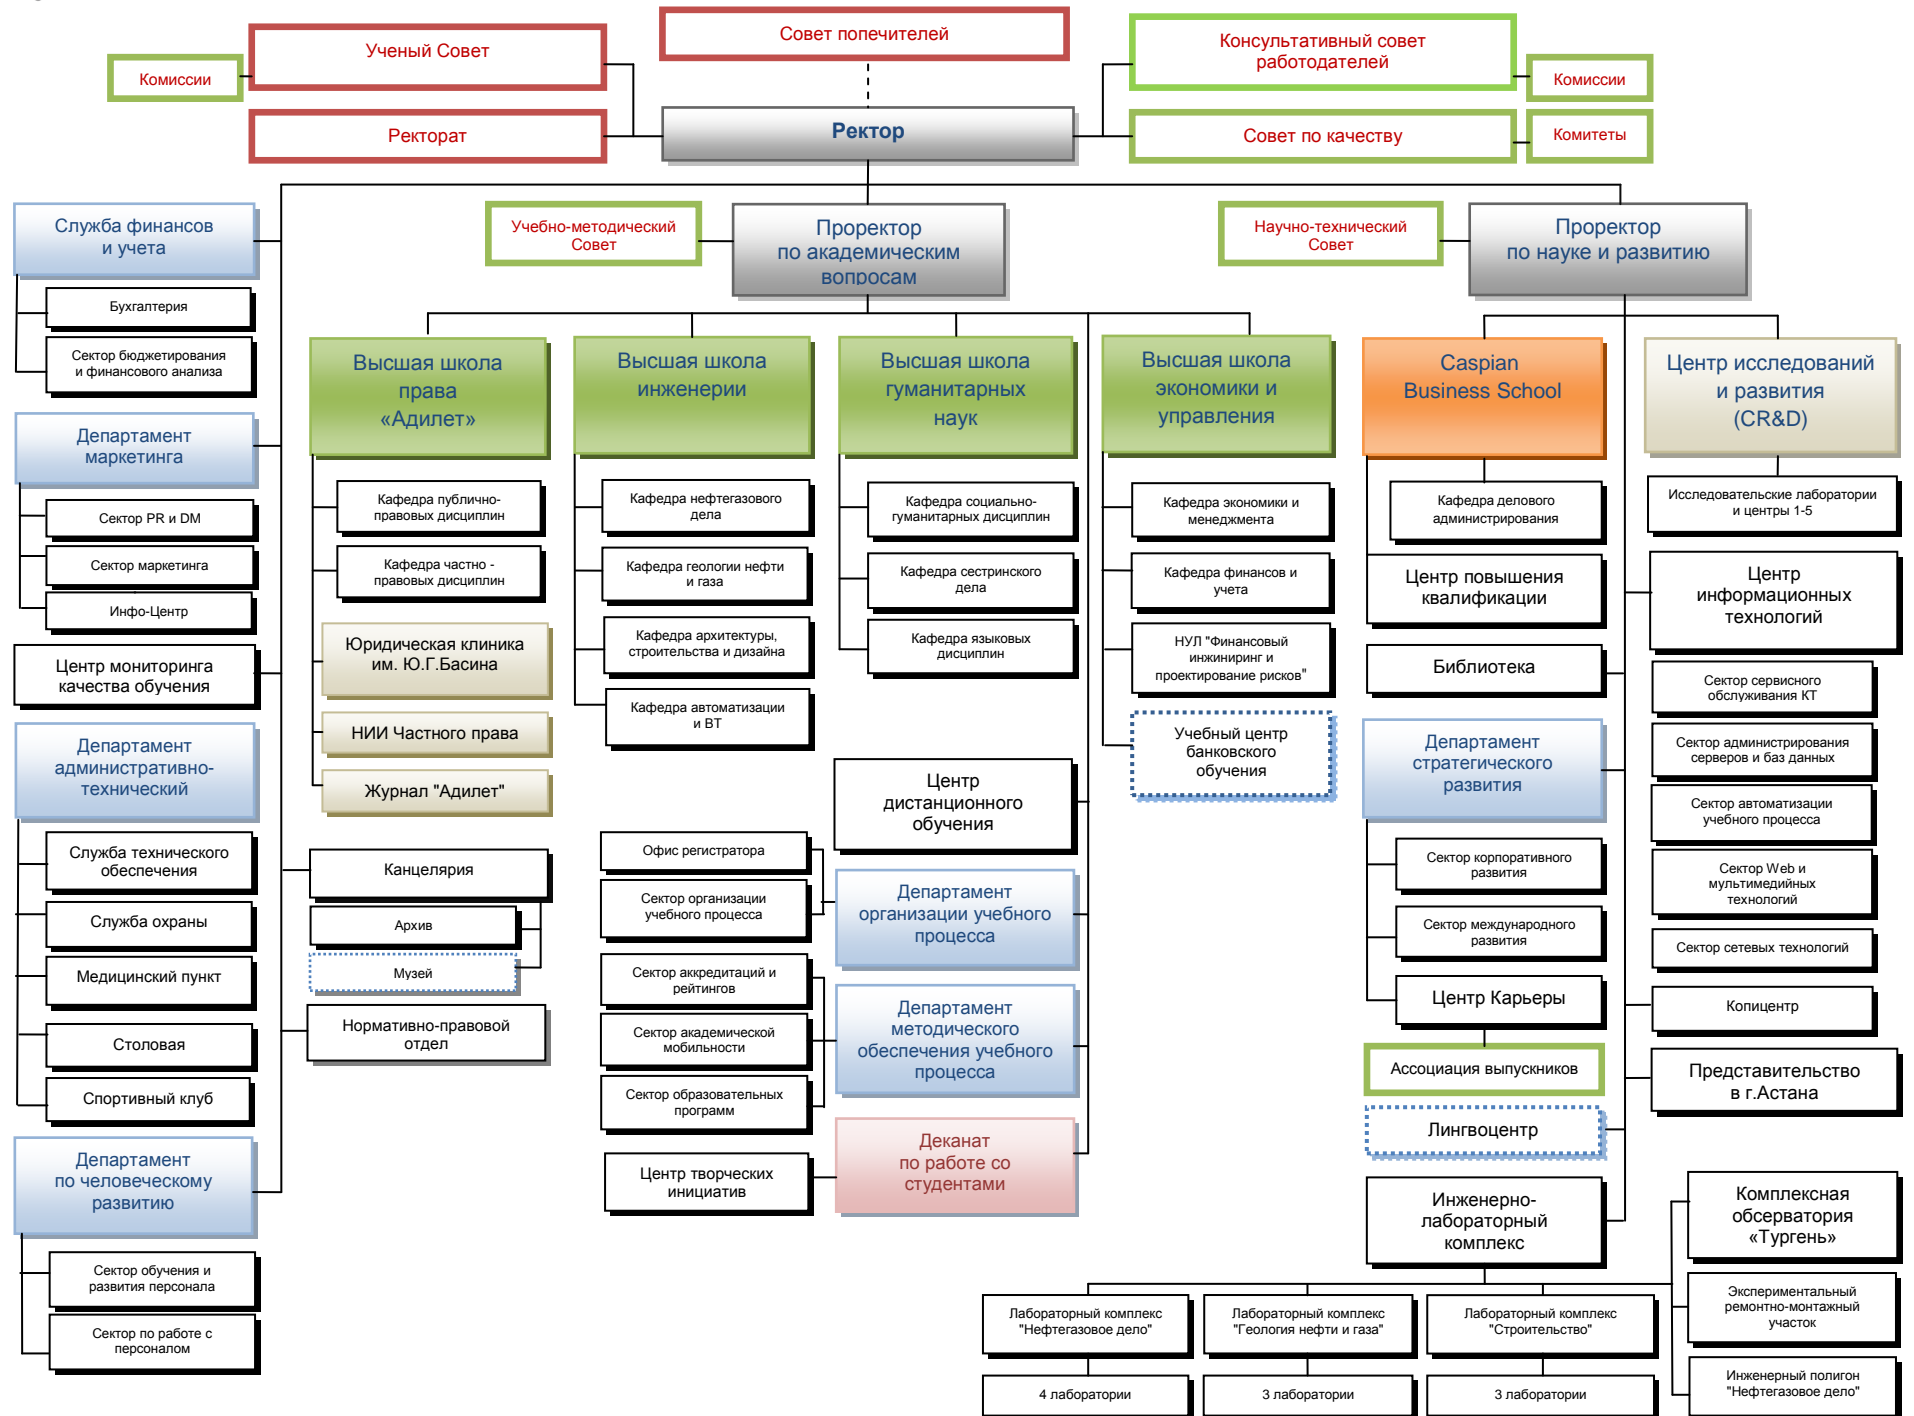 Совет попечителей
Ученый Совет
Консультативный совет
работодателей
Комиссии
Комиссии
Ректорат
Ректор
Совет по качеству
Комитеты
Служба финансов
и учета
Учебно-методический
Совет
Проректор
по академическим
вопросам
Научно-технический
Совет
Проректор
по науке и развитию
Бухгалтерия
Сектор бюджетирования
и финансового анализа
Департамент
маркетинга
Сектор PR и DM
Сектор маркетинга
Инфо-Центр
Центр мониторинга
качества обучения
Департамент
административно-
технический
Служба технического
обеспечения
Служба охраны
Медицинский пункт
Столовая
Спортивный клуб
Департамент
по человеческому
развитию
Сектор обучения и
развития персонала
Сектор по работе с
персоналом
Высшая школа
права
«Адилет»
Кафедра публично-
правовых дисциплин
Кафедра частно -
правовых дисциплин
Юридическая клиника
им. Ю.Г.Басина
НИИ Частного права
Журнал "Адилет"
Канцелярия
Архив
Музей
Нормативно-правовой
отдел
Высшая школа
инженерии
Кафедра нефтегазового
дела
Кафедра геологии нефти
и газа
Кафедра архитектуры,
строительства и дизайна
Кафедра автоматизации
и ВТ
Высшая школа
гуманитарных
наук
Кафедра социально-
гуманитарных дисциплин
Кафедра сестринского
дела
Кафедра языковых
дисциплин
Высшая школа
экономики и
управления
Кафедра экономики и
менеджмента
Кафедра финансов и
учета
НУЛ "Финансовый
инжиниринг и
проектирование рисков"
Учебный центр
банковского
обучения
Центр
дистанционного
обучения
Офис регистратора
Сектор организации
учебного процесса
Департамент
организации учебного
процесса
Сектор аккредитаций и
рейтингов
Сектор академической
мобильности
Сектор образовательных
программ
Департамент
методического
обеспечения учебного
процесса
Центр творческих
инициатив
Деканат
по работе со
студентами
Caspian
Business School
Кафедра делового
администрирования
Центр повышения
квалификации
Библиотека
Департамент
стратегического
развития
Сектор корпоративного
развития
Сектор международного
развития
Центр Карьеры
Ассоциация выпускников
Лингвоцентр
Инженерно-
лабораторный
комплекс
Центр исследований
и развития
(CR&D)
Исследовательские лаборатории
и центры 1-5
Центр
информационных
технологий
Сектор сервисного
обслуживания КТ
Сектор администрирования
серверов и баз данных
Сектор автоматизации
учебного процесса
Сектор Web и
мультимедийных
технологий
Сектор сетевых технологий
Копицентр
Представительство
в г.Астана
Комплексная
обсерватория
«Тургень»
Экспериментальный
ремонтно-монтажный
участок
Инженерный полигон
"Нефтегазовое дело"
Лабораторный комплекс
"Нефтегазовое дело"
Лабораторный комплекс
"Геология нефти и газа"
Лабораторный комплекс
"Строительство"
4 лаборатории
3 лаборатории
3 лаборатории